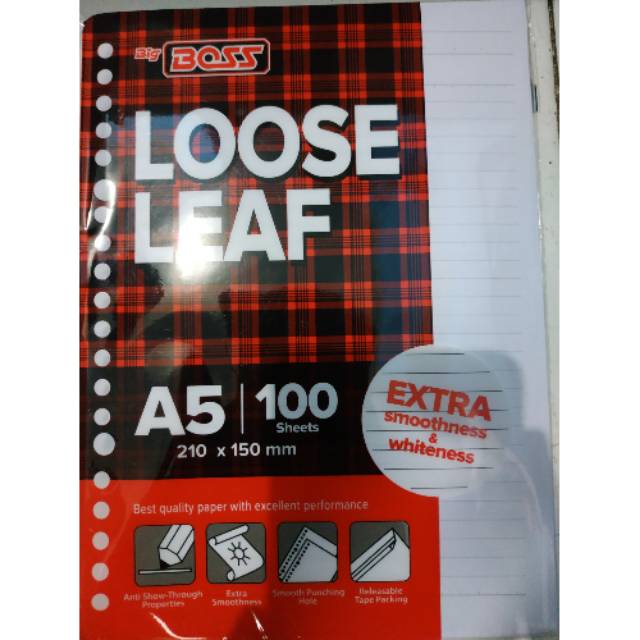 Big BOSS
LOOSE
LEAF
A5 | 100
Sheets
210 x 150 mm
EXTRA
smoothness
&
whiteness
Best quality paper with excellent performance
Anti Show-Through
Properties
Extra
Smoothness
Smooth Punching
Hole
Releasable
Tape Packing